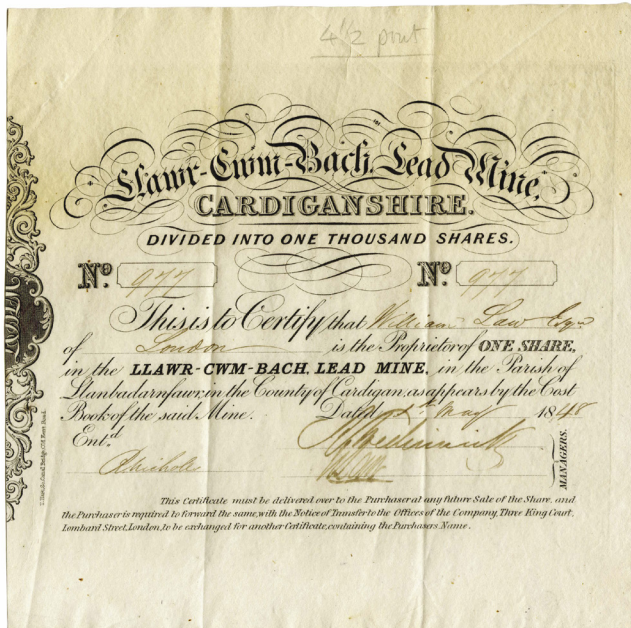 4 1/2 print
Llawr-Cwm-Bach, Lead Mine,
CARDIGANSHIRE.
DIVIDED INTO ONE THOUSAND SHARES.
No 977 No 977
This is to Certify that William Law Esqre
of London is the Proprietor of ONE SHARE,
in the LLAWR-CWM-BACH, LEAD MINE, in the Parish of
Llanbadarnfawr, in the County of Cardigan, as appears by the Cost
Book of the said Mine. Dated May 1848
Entd.
RNicholls
MANAGERS.
This Certificate must be delivered over to the Purchaser at any future Sale of the Share, and
the Purchaser is required to forward the same, with the Notice of Transfer to the Offices of the Company, Three King Court,
Lombard Street, London, to be exchanged for another Certificate, containing the Purchasers Name.